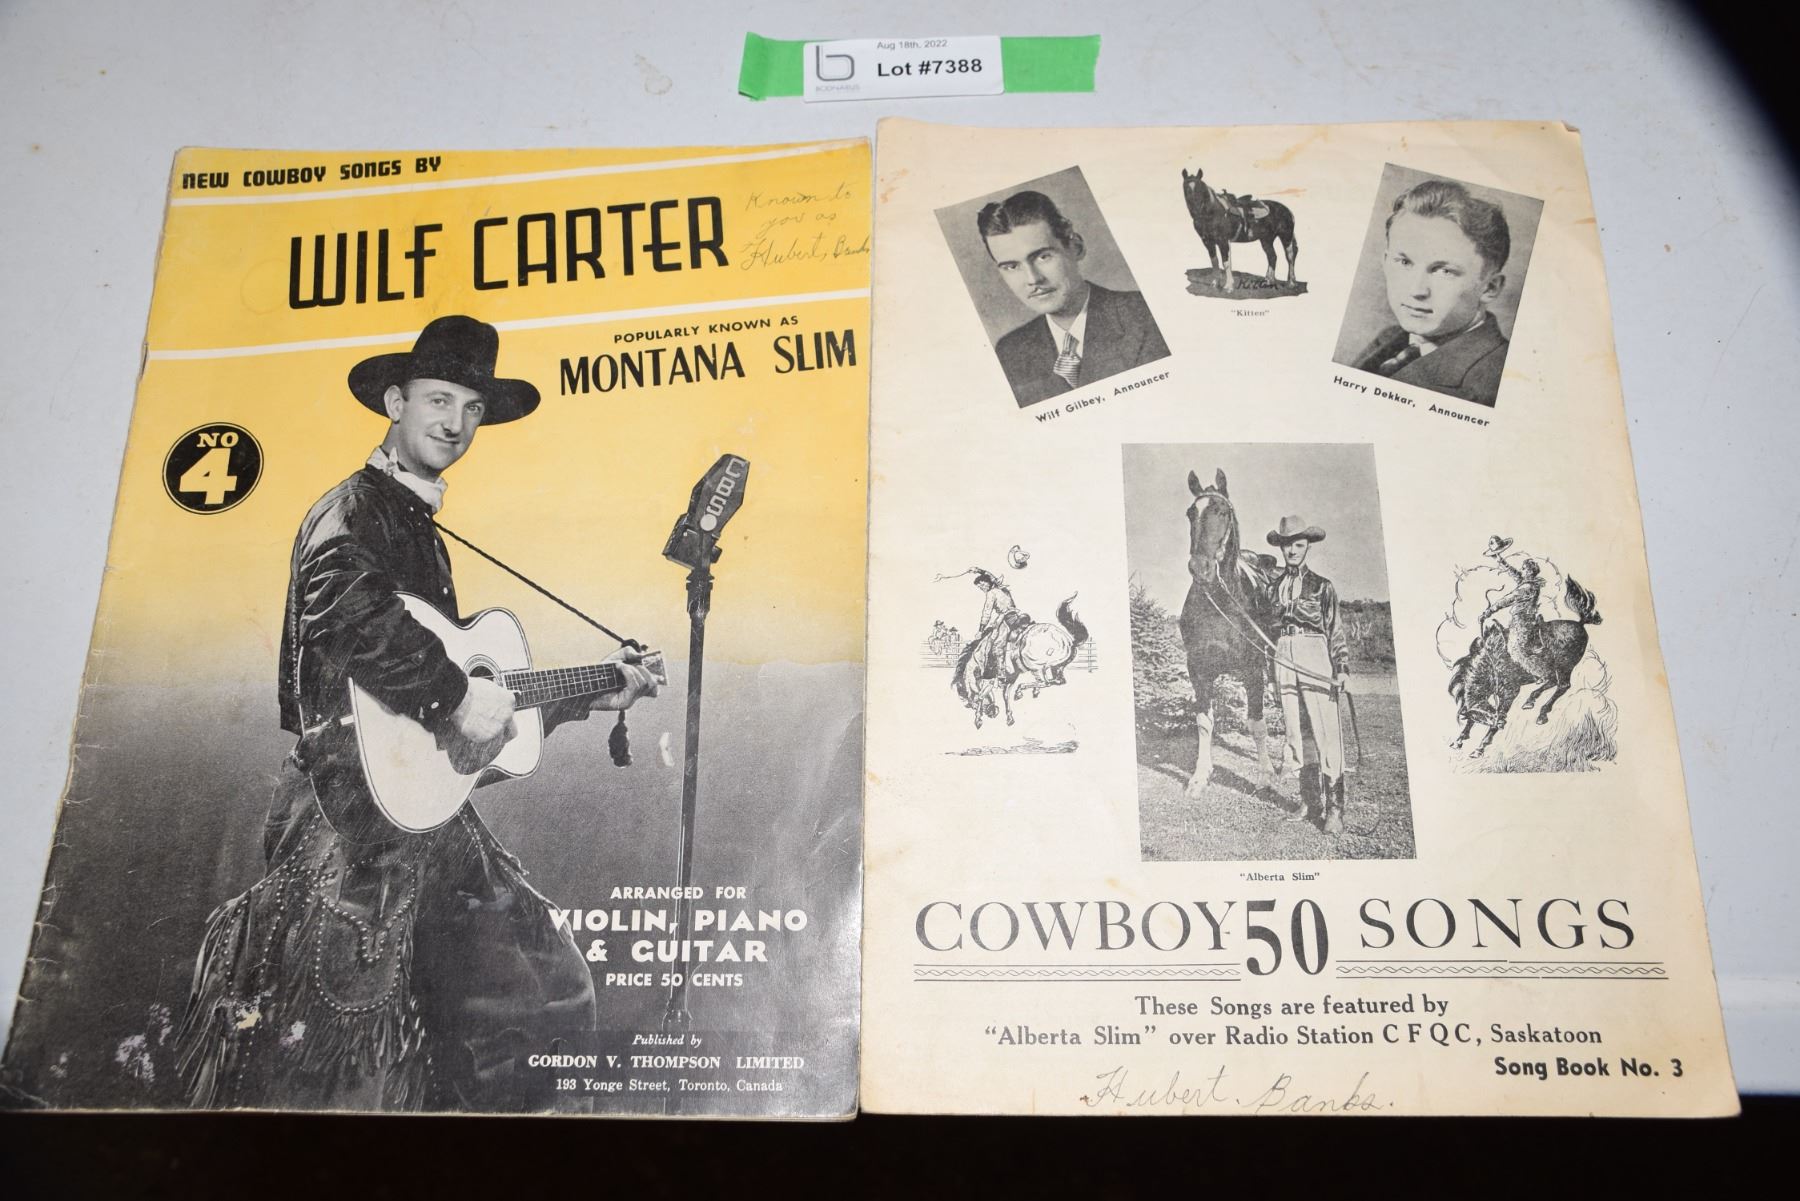 Aug 18th, 2022
Lot #7388
BODNARUS
NEW COWBOY SONGS BY
WILF CARTER
Known to
you as
Hubert, Banks
POPULARLY KNOWN AS
MONTANA SLIM
NO
4
CBS
ARRANGED FOR
VIOLIN, PIANO
& GUITAR
PRICE 50 CENTS
Published by
GORDON V. THOMPSON LIMITED
193 Yonge Street, Toronto, Canada
Kitten
"Kitten"
Wilf Gilbey, Announcer
Harry Dekkar, Announcer
"Alberta Slim"
COWBOY 50 SONGS
These Songs are featured by
"Alberta Slim" over Radio Station C F Q C, Saskatoon
Song Book No. 3
Hubert. Banks.